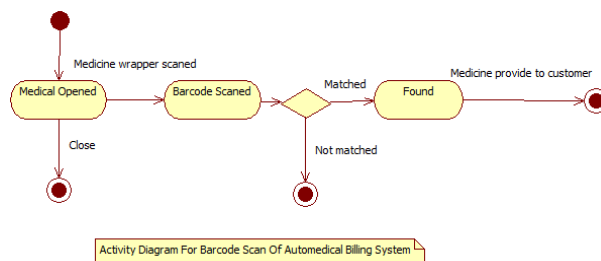 Medicine wrapper scaned
Medicine provide to customer
Medical Opened
Barcode Scaned
Matched
Found
Close
Not matched
Activity Diagram For Barcode Scan Of Automedical Billing System